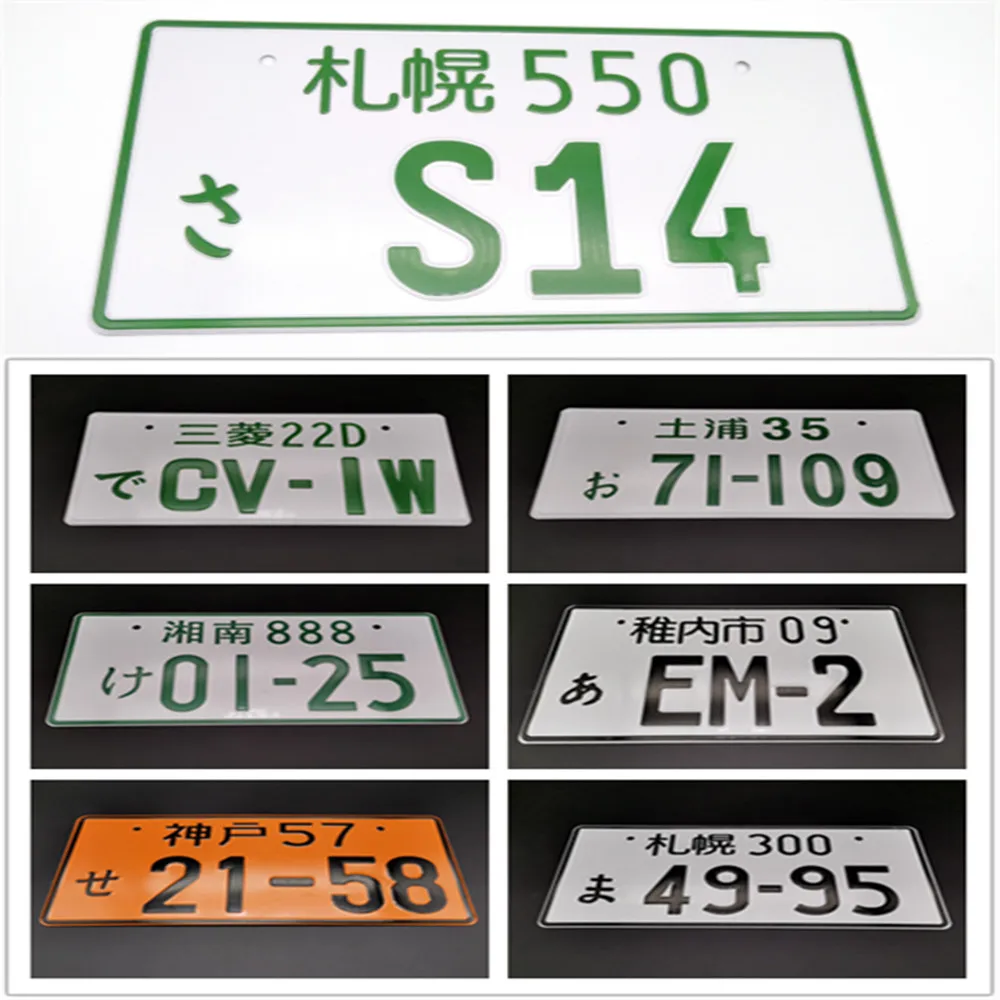 札幌 550
さ S14
三菱 22D
で CV-1W
土浦 35
お 71-109
湘南 888
け 01-25
稚内市 09
あ EM-2
神戸 57
せ 21-58
札幌 300
ま 49-95